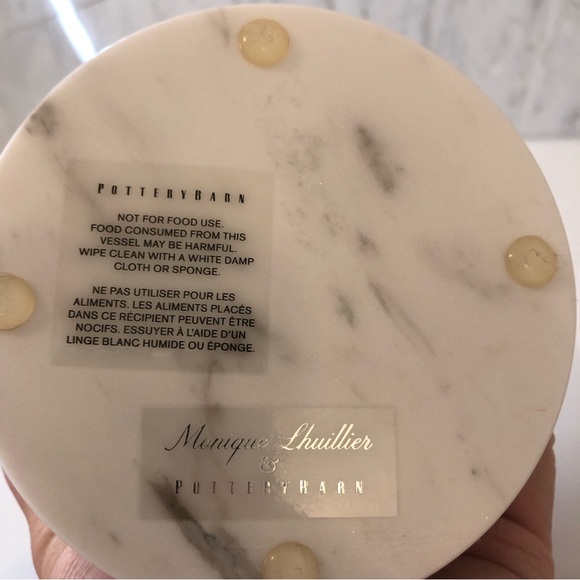 POTTERYBARN
NOT FOR FOOD USE.
FOOD CONSUMED FROM THIS
VESSEL MAY BE HARMFUL.
WIPE CLEAN WITH A WHITE DAMP
CLOTH OR SPONGE.
NE PAS UTILISER POUR LES
ALIMENTS. LES ALIMENTS PLACÉS
DANS CE RÉCIPIENT PEUVENT ÊTRE
NOCIFS. ESSUYER À L'AIDE D'UN
LINGE BLANC HUMIDE OU ÉPONGE.
Monique Lhuillier
&
POTTERYBARN